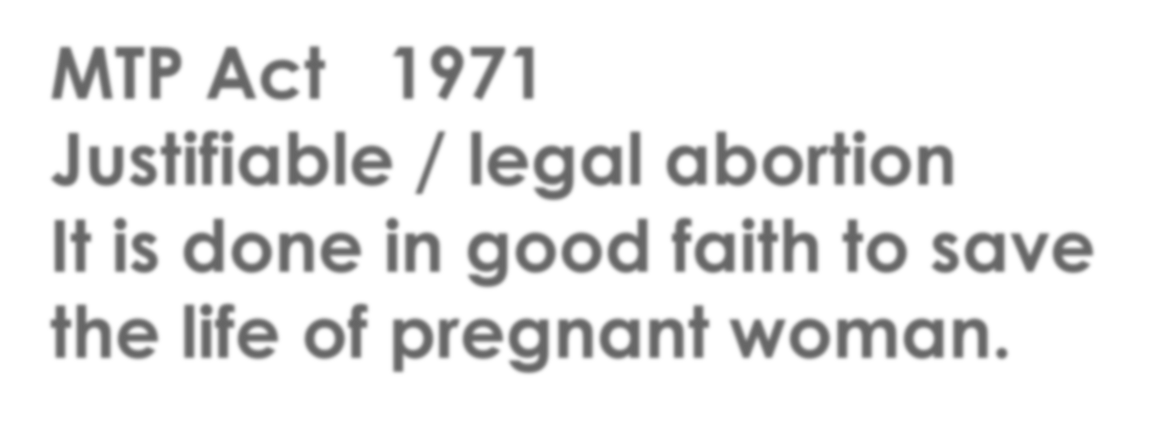 MTP Act 1971
Justifiable / legal abortion
It is done in good faith to save
the life of pregnant woman.